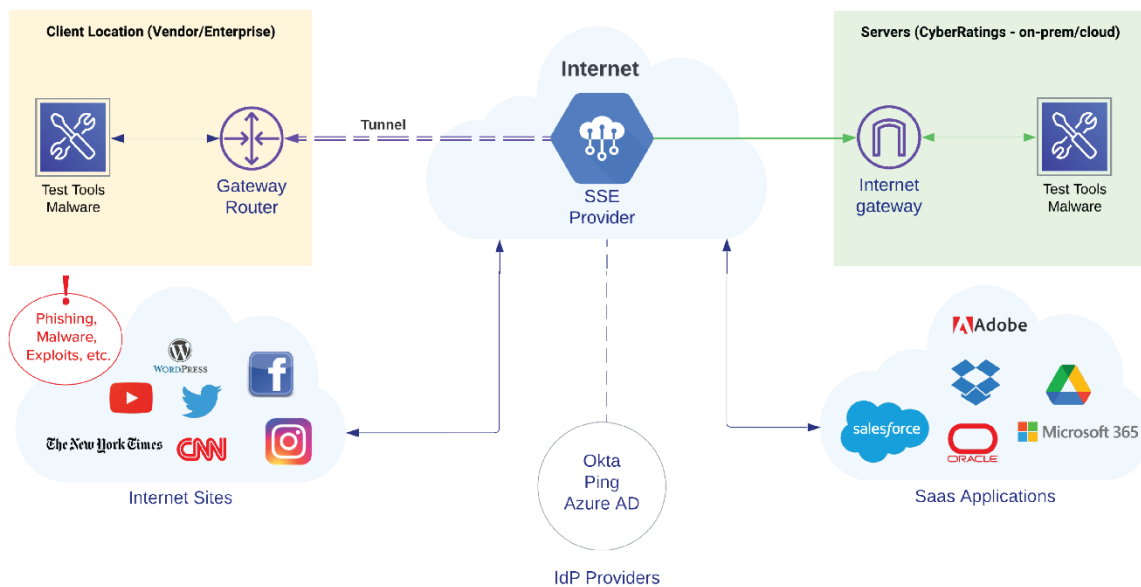 Client Location (Vendor/Enterprise)
Test Tools
Malware
Gateway
Router
Tunnel
Internet
SSE
Provider
Servers (CyberRatings - on-prem/cloud)
Internet
gateway
Test Tools
Malware
!
Phishing,
Malware,
Exploits, etc.
WORDPRESS
The New York Times
CNN
Internet Sites
Okta
Ping
Azure AD
IdP Providers
Adobe
salesforce
ORACLE
Microsoft 365
Saas Applications